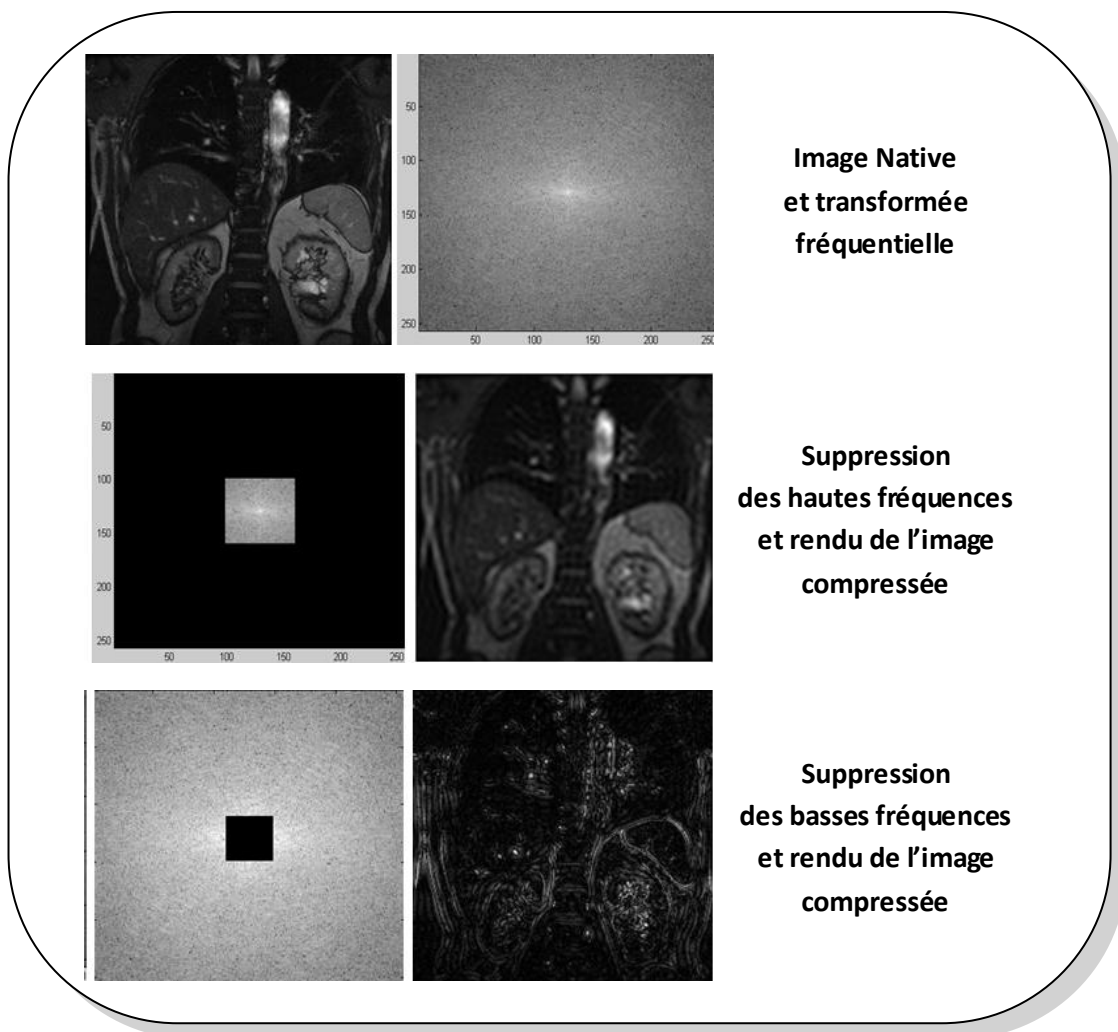 50
100
150
200
250
50 100 150 200 250
Image Native
et transformée
fréquentielle
50
100
150
200
250
50 100 150 200 250
Suppression
des hautes fréquences
et rendu de l’image
compressée
Suppression
des basses fréquences
et rendu de l’image
compressée